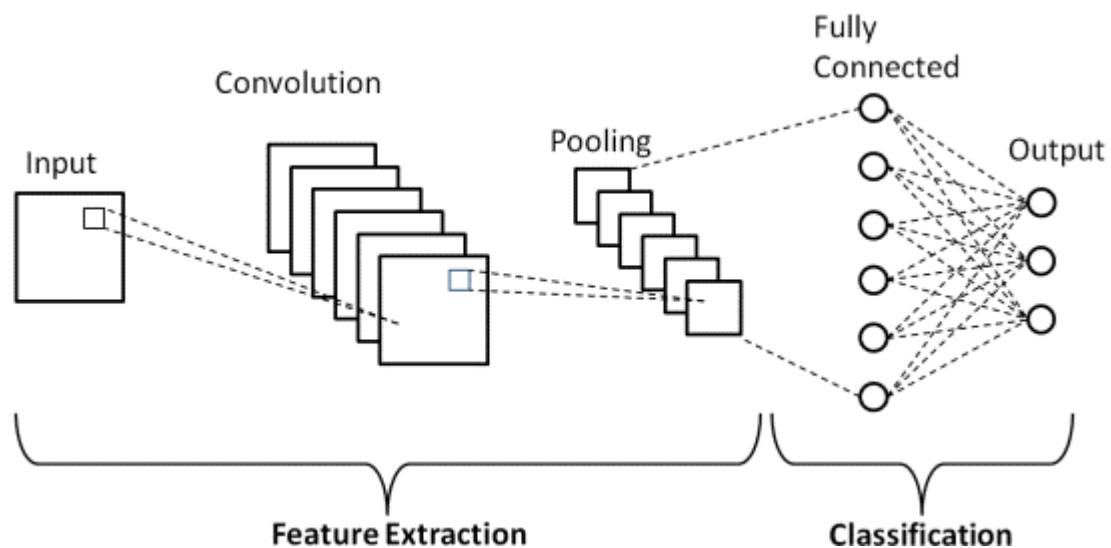 Input
Convolution
Pooling
Fully
Connected
Output
Feature Extraction
Classification